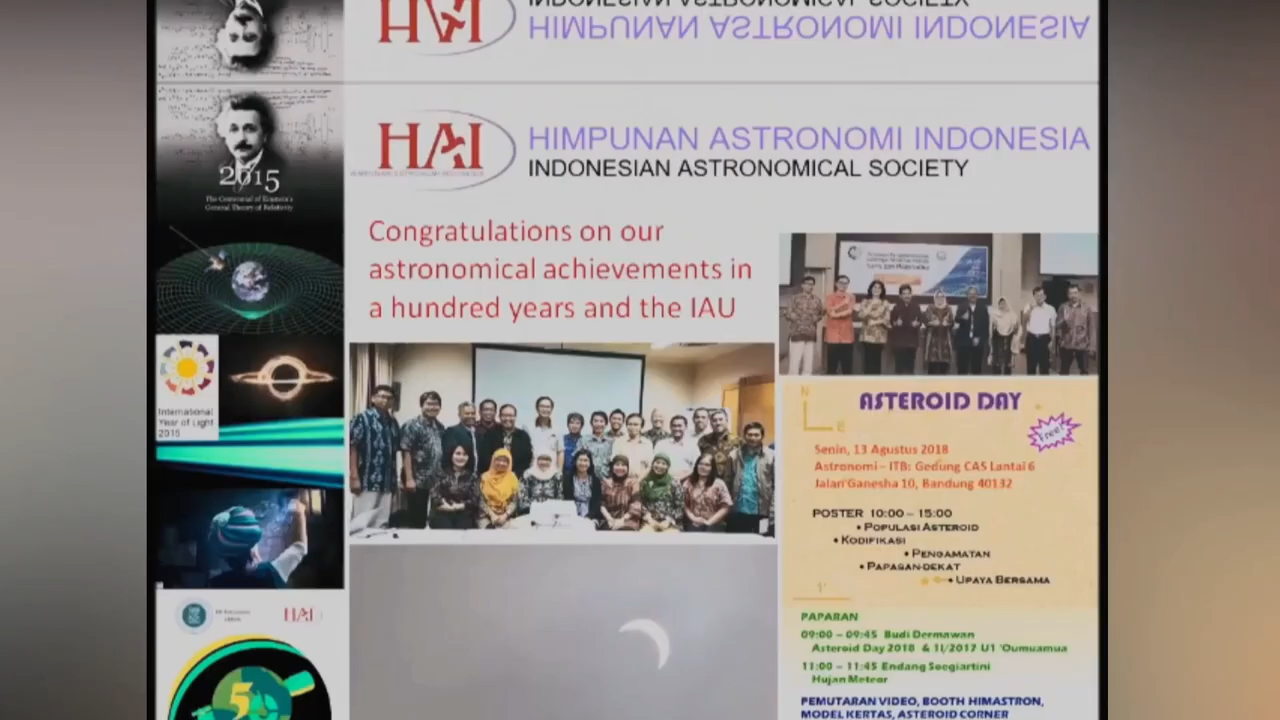 INDONESIAN ASTRONOMICAL SOCIETY
HAI
HIMPUNAN ASTRONOMI INDONESIA
2015
The Centennial of Einstein's
General Theory of Relativity
HAI
HIMPUNAN ASTRONOMI INDONESIA
INDONESIAN ASTRONOMICAL SOCIETY
Congratulations on our
astronomical achievements in
a hundred years and the IAU
International
Year of Light
2015
HAI
5
ASTEROID DAY
Free!
Senin, 13 Agustus 2018
Astronomi – ITB: Gedung CAS Lantai 6
Jalan Ganesha 10, Bandung 40132
POSTER 10:00 – 15:00
• POPULASI ASTEROID
• KODIFIKASI
• PENGAMATAN
• PAPASAN-DEKAT
• UPAYA BERSAMA
PAPARAN
09:00 – 09:45 Budi Dermawan
Asteroid Day 2018 & 1I/2017 U1 'Oumuamua
11:00 – 11:45 Endang Soegiartini
Hujan Meteor
PEMUTARAN VIDEO, BOOTH HIMASTRON,
MODEL KERTAS, ASTEROID CORNER